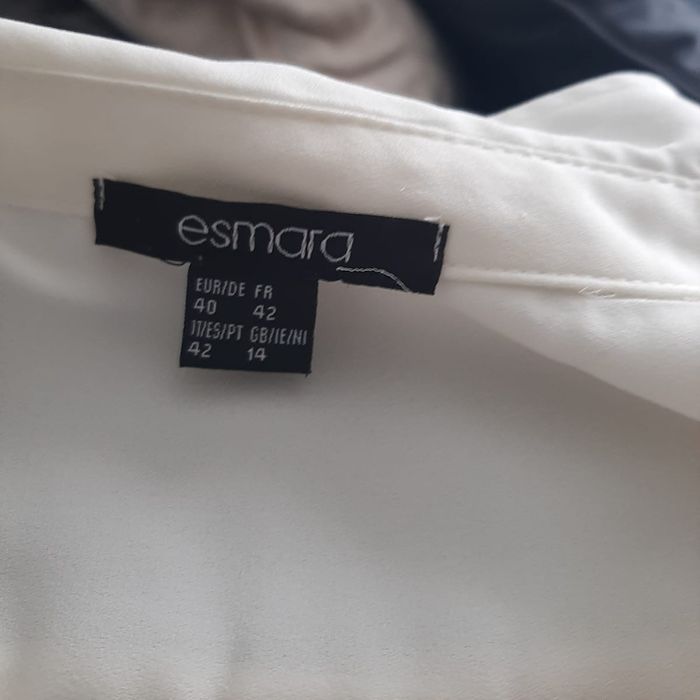 esmara
EUR/DE FR
40 42
IT/ES/PT GB/IE/NI
42 14